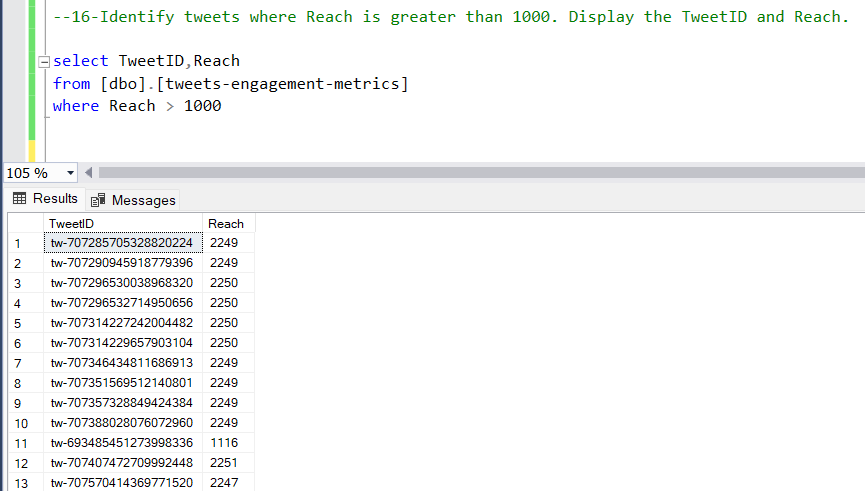 --16-Identify tweets where Reach is greater than 1000. Display the TweetID and Reach.
select TweetID,Reach
from [dbo].[tweets-engagement-metrics]
where Reach > 1000
105 %
Results Messages
TweetID Reach
1 tw-707285705328820224 2249
2 tw-707290945918779396 2249
3 tw-707296530038968320 2250
4 tw-707296532714950656 2250
5 tw-707314227242004482 2250
6 tw-707314229657903104 2250
7 tw-707346434811686913 2249
8 tw-707351569512140801 2249
9 tw-707357328849424384 2249
10 tw-707388028076072960 2249
11 tw-693485451273998336 1116
12 tw-707407472709992448 2251
13 tw-707570414369771520 2247